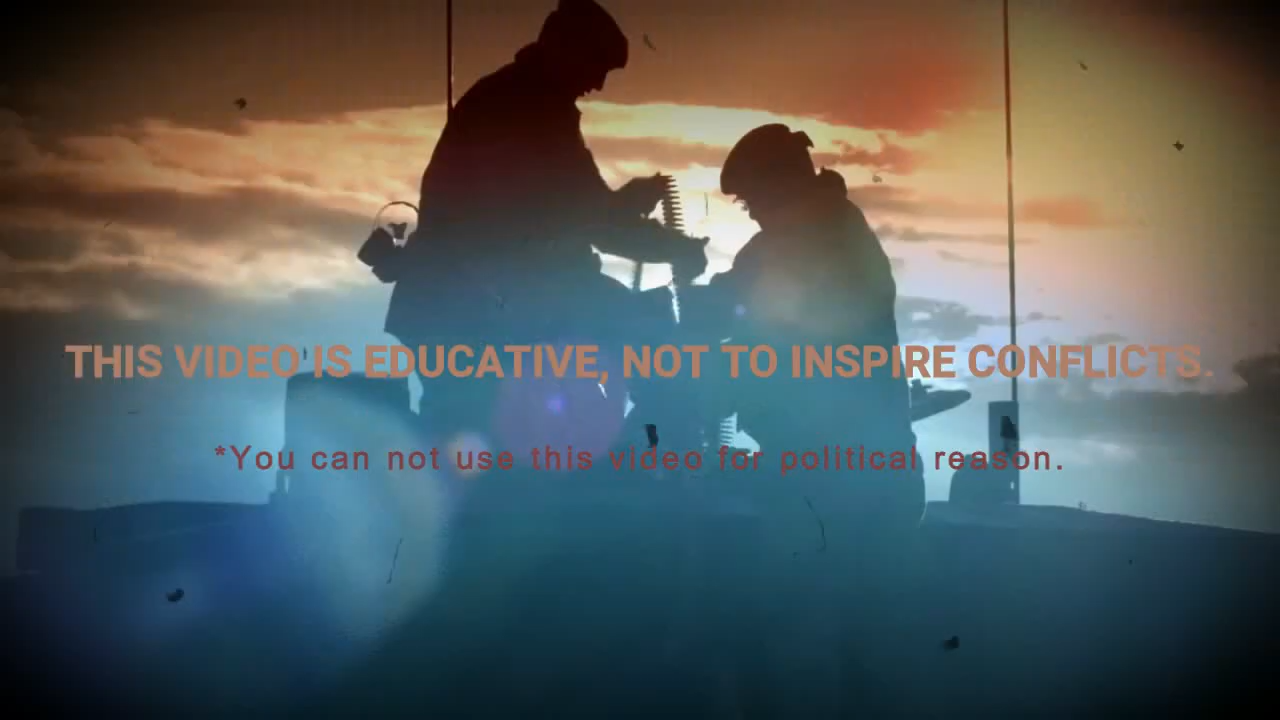 THIS VIDEO IS EDUCATIVE, NOT TO INSPIRE CONFLICTS.
*You can not use this video for political reason.